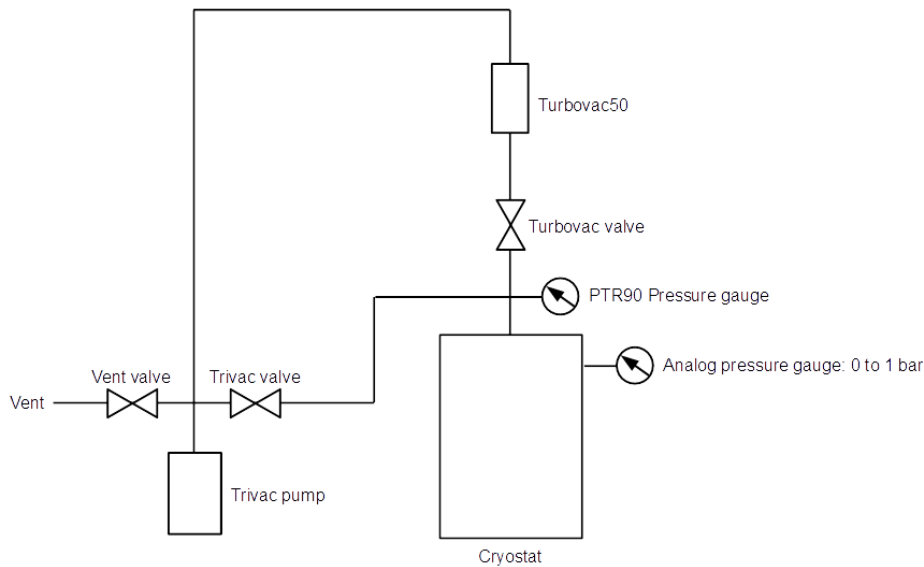 Turbovac50
Turbovac valve
PTR90 Pressure gauge
Analog pressure gauge: 0 to 1 bar
Vent valve
Trivac valve
Vent
Trivac pump
Cryostat